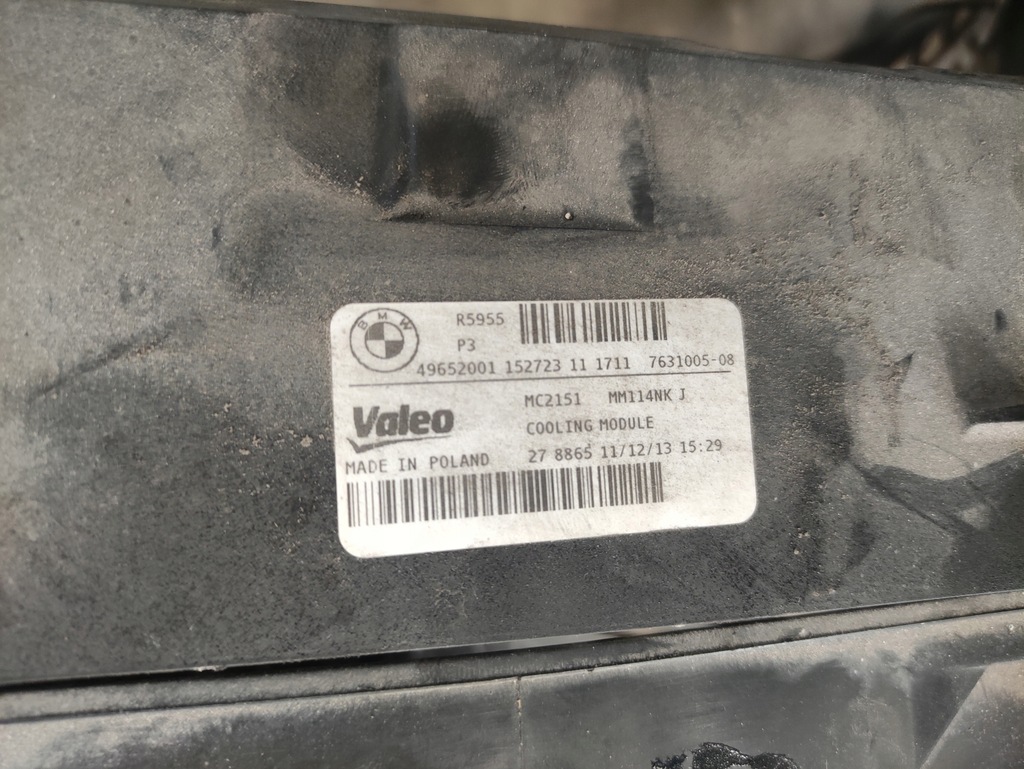 BMW
R5955
P3
49652001 152723 11 1711 7631005-08
Valeo
MC2151 MM114NK J
COOLING MODULE
MADE IN POLAND
27 8865 11/12/13 15:29